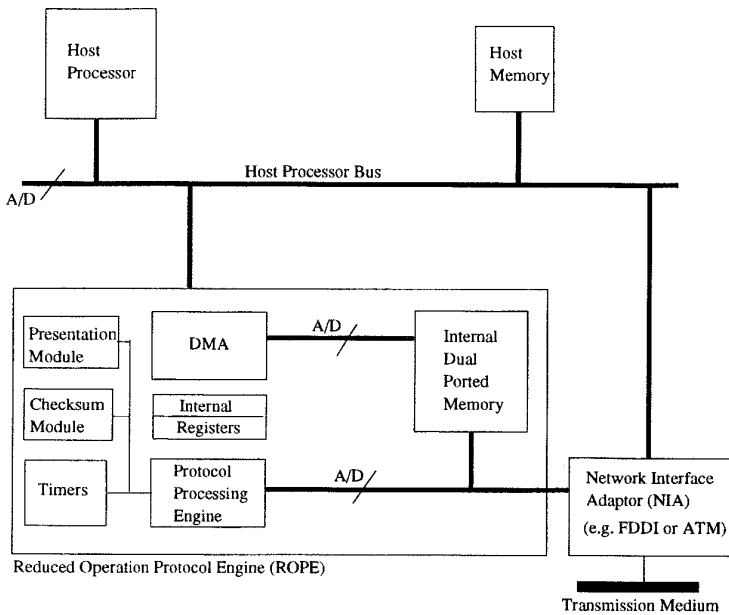 Host
Processor
Host
Memory
Host Processor Bus
A/D
Presentation
Module
DMA
A/D
Internal
Dual
Ported
Memory
Checksum
Module
Internal
Registers
Timers
Protocol
Processing
Engine
A/D
Network Interface
Adaptor (NIA)
(e.g. FDDI or ATM)
Reduced Operation Protocol Engine (ROPE)
Transmission Medium